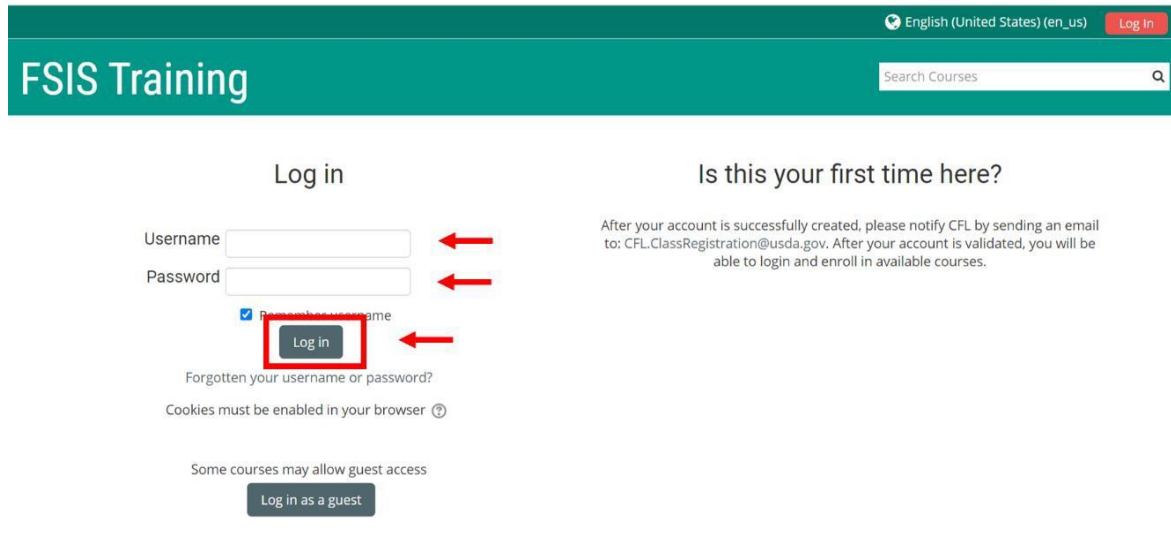 English (United States) (en_us)
Log In
FSIS Training
Search Courses
Log in
Username
Password
Remember username
Log in
Forgotten your username or password?
Cookies must be enabled in your browser
Some courses may allow guest access
Log in as a guest
Is this your first time here?
After your account is successfully created, please notify CFL by sending an email
to: CFL.ClassRegistration@usda.gov. After your account is validated, you will be
able to login and enroll in available courses.